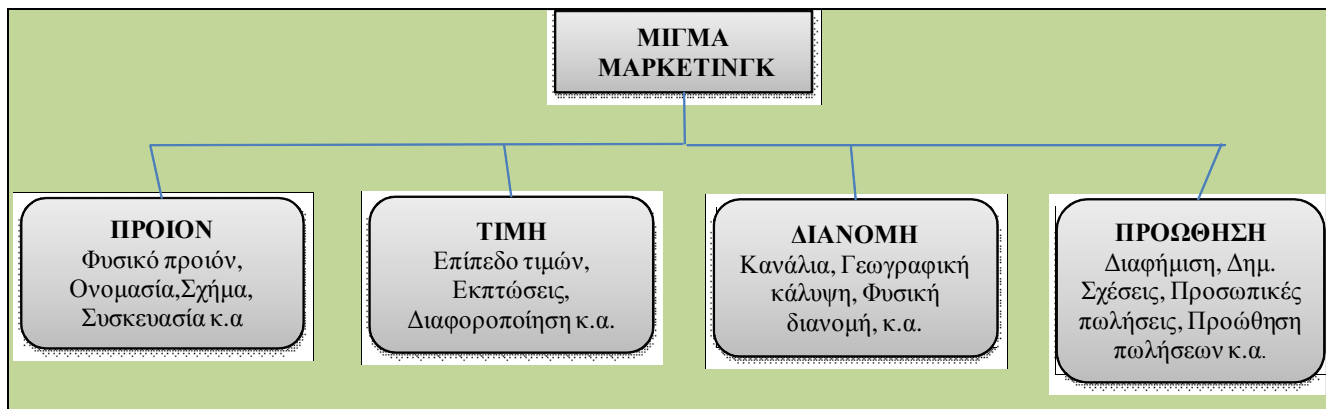 ΜΙΓΜΑ
ΜΑΡΚΕΤΙΝΓΚ
ΠΡΟΙΟΝ
Φυσικό προιόν,
Ονομασία,Σχήμα,
Συσκευασία κ.α
ΤΙΜΗ
Επίπεδο τιμών,
Εκπτώσεις,
Διαφοροποίηση κ.α.
ΔΙΑΝΟΜΗ
Κανάλια, Γεωγραφική
κάλυψη, Φυσική
διανομή, κ.α.
ΠΡΟΩΘΗΣΗ
Διαφήμιση, Δημ.
Σχέσεις, Προσωπικές
πωλήσεις, Προώθηση
πωλήσεων κ.α.